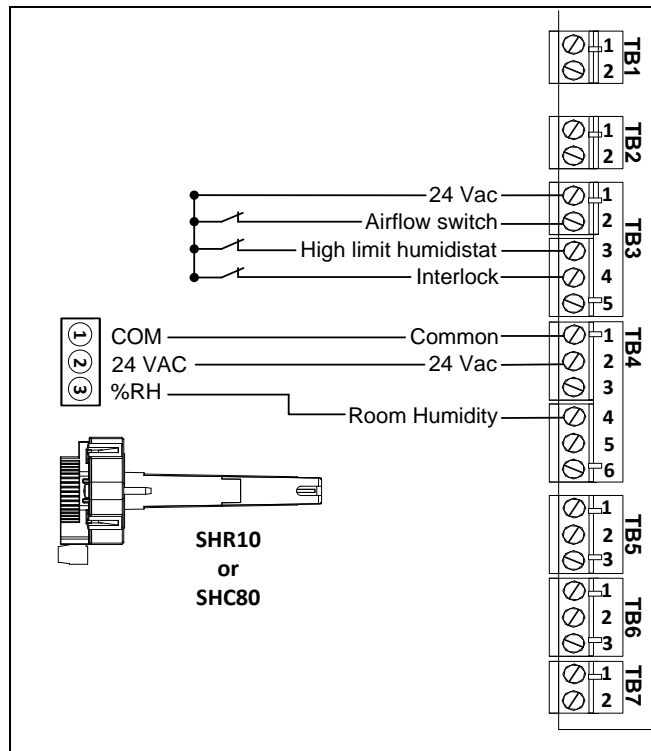 1
2
TB1
1
2
TB2
24 Vac 1
Airflow switch 2
High limit humidistat 3
Interlock 4
5
TB3
1 COM Common 1
2 24 VAC 24 Vac 2
3 %RH 3
Room Humidity 4
5
6
TB4
SHR10
or
SHC80
1
2
3
TB5
1
2
3
TB6
1
2
TB7